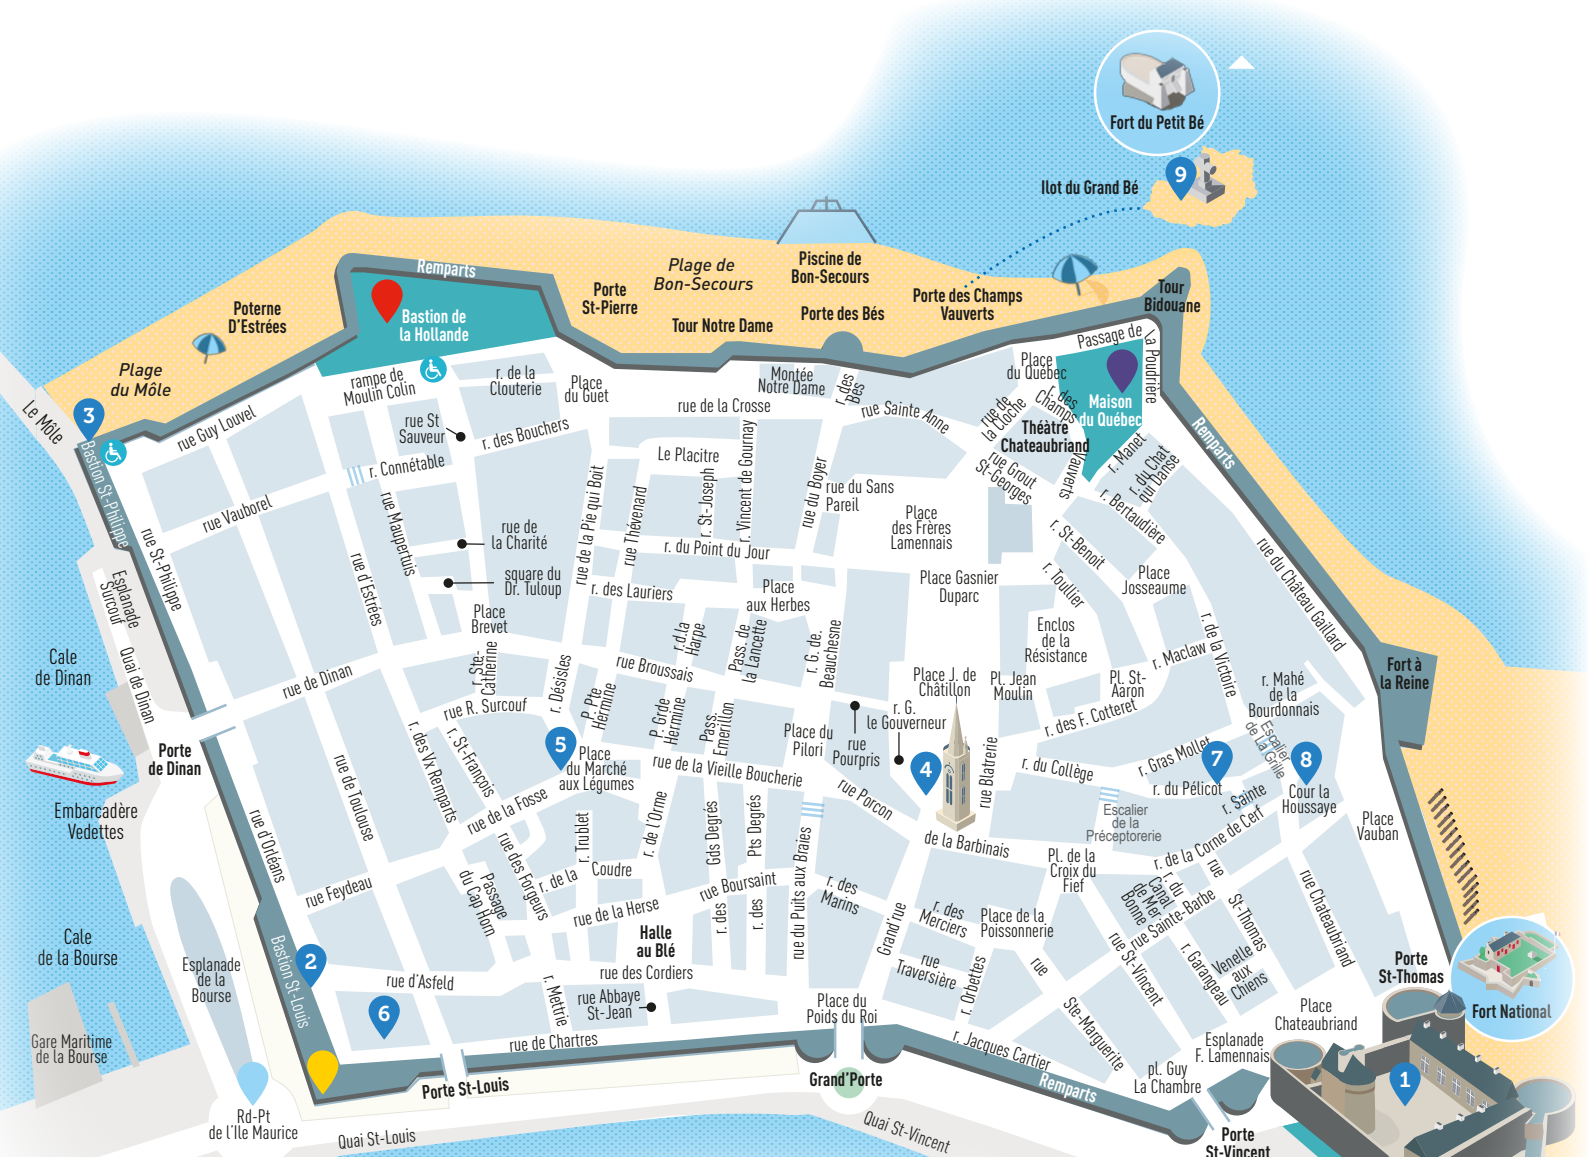 Fort du Petit Bé
9
Ilot du Grand Bé
Remparts
Plage de
Bon-Secours
Piscine de
Bon-Secours
Porte
St-Pierre
Porte des Champs
Vauverts
Tour
Bidouane
Poterne
D'Estrées
Bastion de
la Hollande
Tour Notre Dame
Porte des Bés
Passage de
La Poudrière
Plage
du Môle
Le Môle
3
rampe de
Moulin Colin
r. de la
Clouterie
Place
du Guet
Montée
Notre Dame
r. des
Bés
Place
du Québec
r. des
Champs
Vauverts
Maison
du Québec
rue Guy Louvel
rue St
Sauveur
r. des Bouchers
rue de la Crosse
rue Sainte Anne
rue de
la Cloche
Théâtre
Chateaubriand
Remparts
Bastion St-Philippe
r. Connétable
Le Placitre
rue Grout
St-Georges
r. Manet
r. du Chat
qui Danse
rue Vauborel
rue Maupertuis
rue de la Pie qui Boit
rue Thévenard
r. St-Joseph
r. Vincent de Gournay
rue du Boyer
rue du Sans
Pareil
Place
des Frères
Lamennais
r. Bertaudière
rue St-Philippe
rue de
la Charité
r. du Point du Jour
r. St-Benoit
rue du Château Gaillard
Esplanade
Surcouf
rue d'Estrées
square du
Dr. Tuloup
r. des Lauriers
Place
aux Herbes
Place Gasnier
Duparc
r. Toullier
Place
Josseaume
Place
Brevet
r.d.la
Harpe
Pass. de
la Lancette
r. G. de.
Beauchesne
Enclos
de la
Résistance
r. de la Victoire
Cale
de Dinan
Quai de Dinan
rue de Dinan
r. Ste-
Catherine
r. Désisles
rue Broussais
r. Maclaw
Fort à
la Reine
Place J. de
Châtillon
Pl. Jean
Moulin
Pl. St-
Aaron
r. Mahé
de la
Bourdonnais
rue R. Surcouf
P. Pte
Hermine
P. Grde
Hermine
Pass.
Emerillon
r. G.
le Gouverneur
r. des F. Cotteret
Escalier
de La Grille
Porte
de Dinan
r. des Vx Remparts
r. St-François
5
Place
du Marché
aux Légumes
Place du
Pilori
rue
Pourpris
4
rue Blatrerie
r. du Collège
r. Gras Mollet
7
8
rue de la Vieille Boucherie
rue Porcon
de la Barbinais
r. du Pélicot
Cour la
Houssaye
Embarcadère
Vedettes
rue de Toulouse
rue de la Fosse
r. Sainte
Escalier
de la
Préceptorerie
Place
Vauban
rue d'Orléans
r. Trublet
r. de l'Orme
Gds Degrés
r. des
Pts Degrés
r. des
rue du Puits aux Braies
r. de la Corne de Cerf
rue Feydeau
Passage
du Cap Horn
rue des Forgeurs
r. de la
Coudre
rue Boursaint
r. des
Marins
Pl. de la
Croix du
Fief
r. du
Canal
de Mer
Bonne
rue
St-Thomas
rue Chateaubriand
rue de la Herse
Grand'rue
r. des
Merciers
Place de la
Poissonnerie
rue Sainte-Barbe
Cale
de la Bourse
Halle
au Blé
Bastion St-Louis
2
Esplanade
de la
Bourse
rue d'Asfeld
rue des Cordiers
rue
Traversière
r. Orbettes
rue
Ste-Marguerite
rue St-Vincent
r. Garangeau
Venelle
aux
Chiens
Porte
St-Thomas
Fort National
6
r. Mettrie
rue Abbaye
St-Jean
Place du
Poids du Roi
Place
Chateaubriand
Gare Maritime
de la Bourse
rue de Chartres
r. Jacques Cartier
Esplanade
F. Lamennais
pl. Guy
La Chambre
1
Porte St-Louis
Grand'Porte
Remparts
Rd-Pt
de l'Ile Maurice
Quai St-Louis
Quai St-Vincent
Porte
St-Vincent